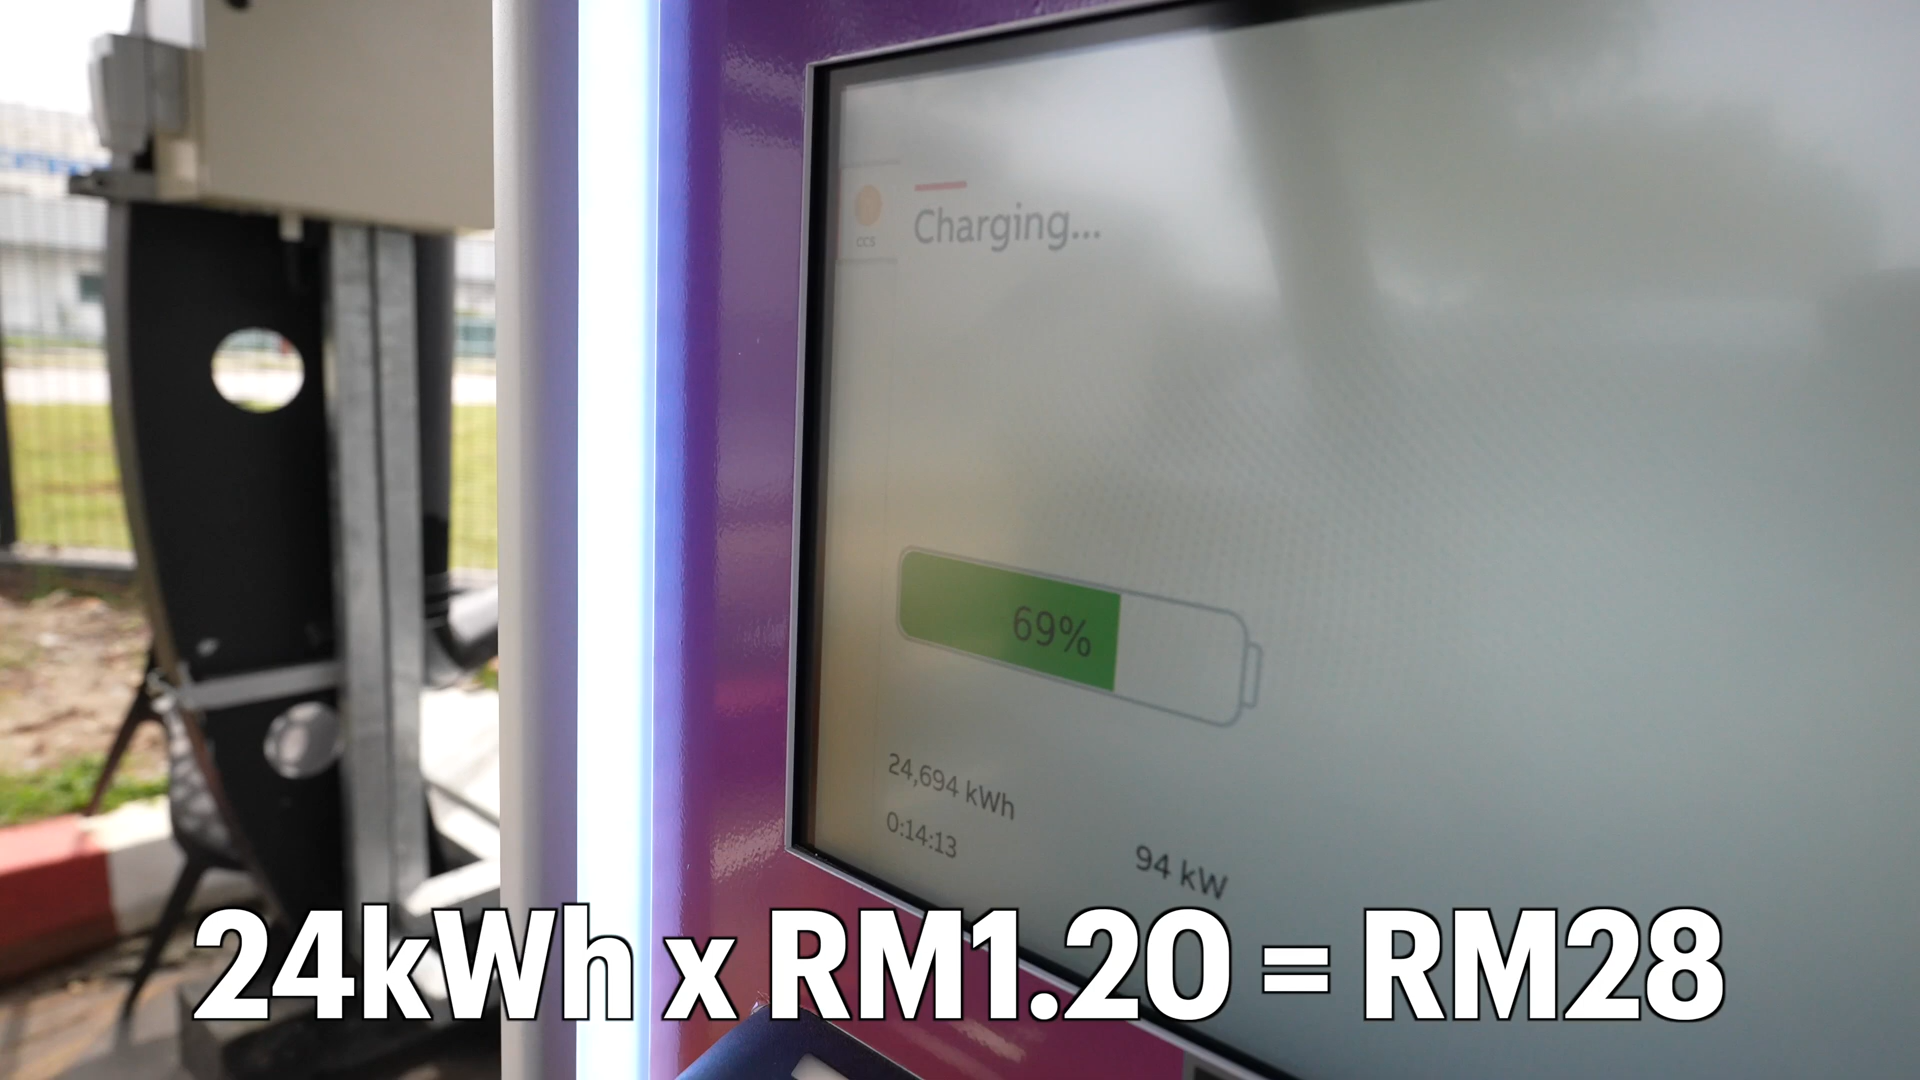 CCS
Charging...
69%
24,694 kWh
0:14:13
94 kW
24kWh x RM1.20 = RM28